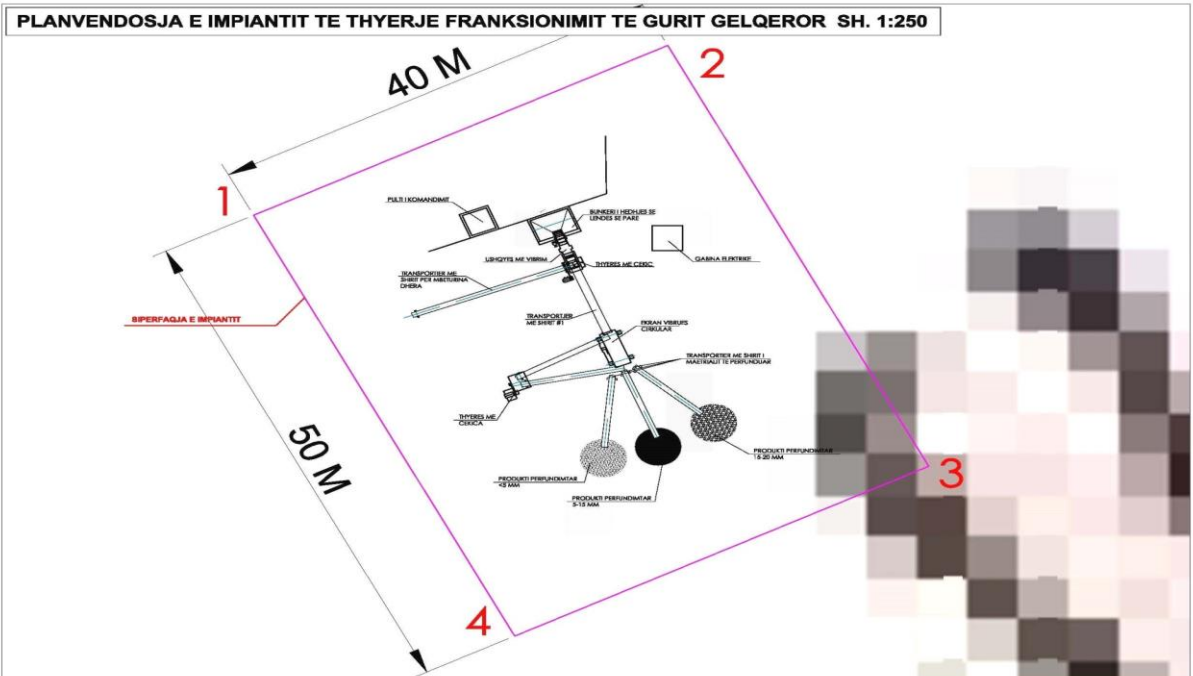 PLANVENDOSJA E IMPIANTIT TE THYERJE FRANKSIONIMIT TE GURIT GELQEROR SH. 1:250
40 M
2
1
PULTI I KOMANDIMIT
BUNKERI I HEDHJES SE
LENDES SE PARE
USHQYES ME VIBRIM
THYERES ME CEKIC
QABINA ELEKTRIKE
TRANSPORTIER ME
SHIRIT PER MBETURINA
DHERA
SIPERFAQJA E IMPIANTIT
TRANSPORTJER
ME SHIRIT #1
EKRAN VIBRUES
CIRKULAR
TRANSPORTIER ME SHIRIT I
MAETRIALIT TE PERFUNDUAR
THYERES ME
CEKICA
50 M
PRODUKTI PERFUNDIMTAR
15-20 MM
3
PRODUKTI PERFUNDIMTAR
<5 MM
PRODUKTI PERFUNDIMTAR
5-15 MM
4